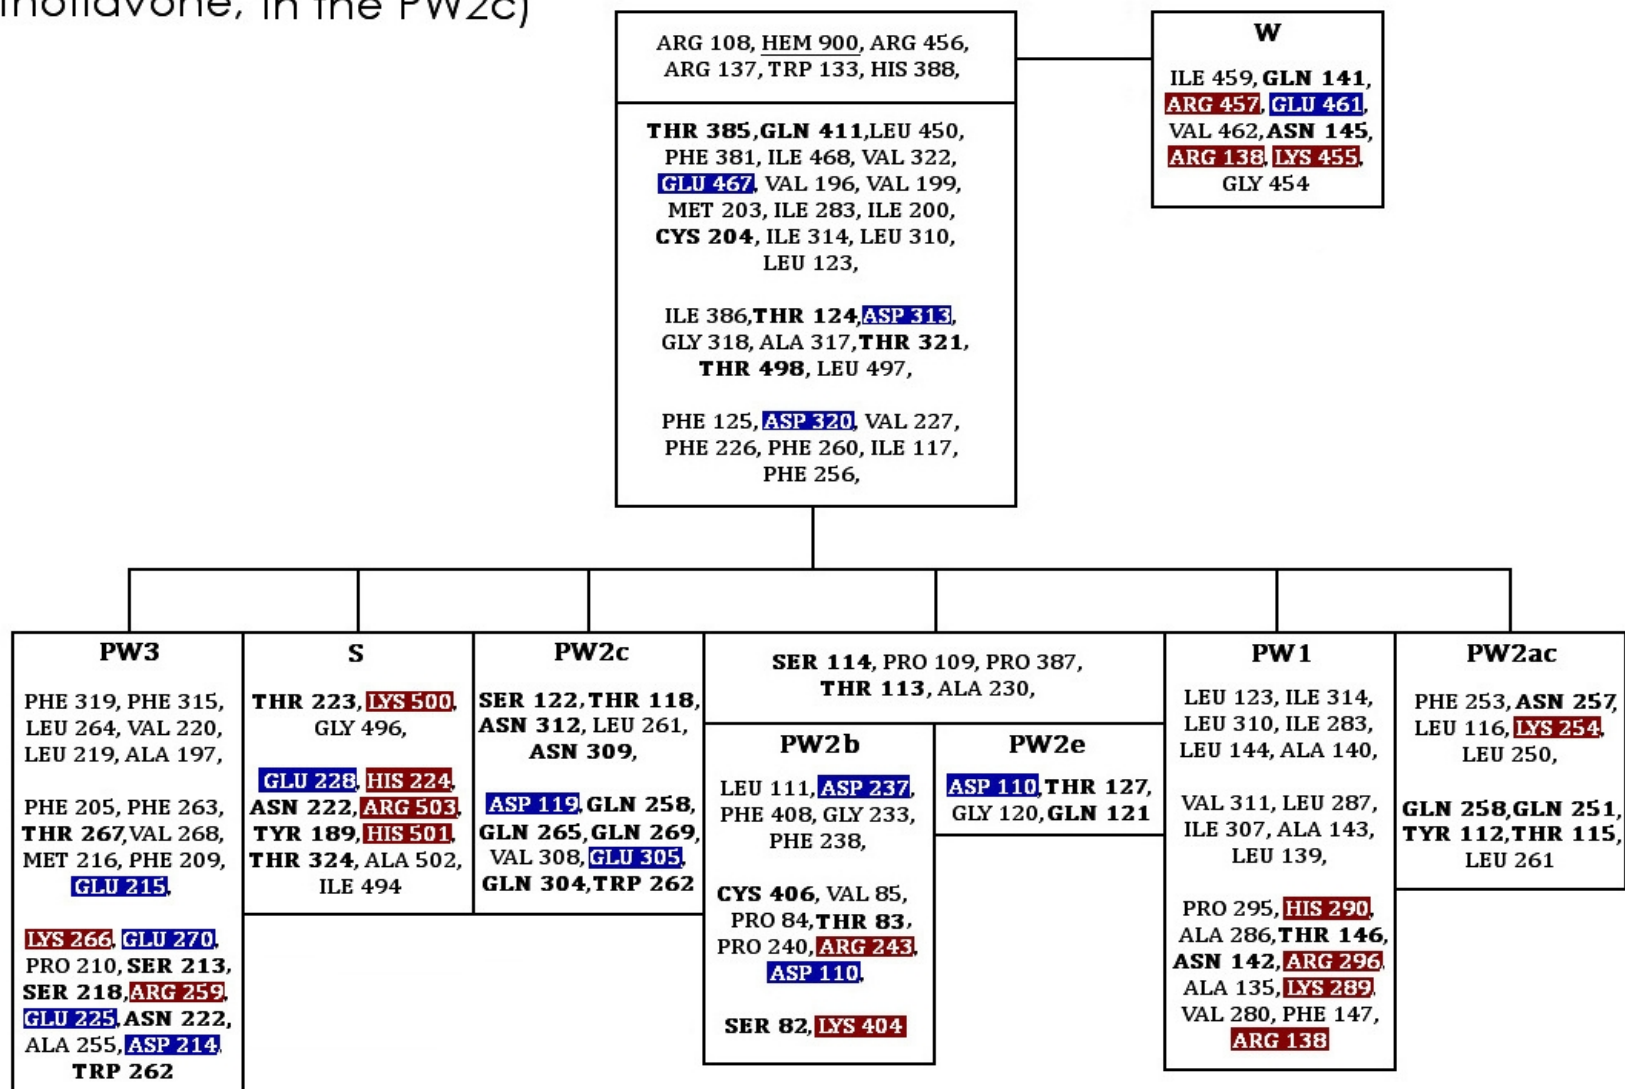 inoflavone, in the PW2c)
ARG 108, HEM 900, ARG 456,
ARG 137, TRP 133, HIS 388,
W
ILE 459, GLN 141,
ARG 457, GLU 461,
VAL 462, ASN 145,
ARG 138, LYS 455,
GLY 454
THR 385, GLN 411, LEU 450,
PHE 381, ILE 468, VAL 322,
GLU 467, VAL 196, VAL 199,
MET 203, ILE 283, ILE 200,
CYS 204, ILE 314, LEU 310,
LEU 123,
ILE 386, THR 124, ASP 313,
GLY 318, ALA 317, THR 321,
THR 498, LEU 497,
PHE 125, ASP 320, VAL 227,
PHE 226, PHE 260, ILE 117,
PHE 256,
PW3
PHE 319, PHE 315,
LEU 264, VAL 220,
LEU 219, ALA 197,
PHE 205, PHE 263,
THR 267, VAL 268,
MET 216, PHE 209,
GLU 215,
LYS 266, GLU 270,
PRO 210, SER 213,
SER 218, ARG 259,
GLU 225, ASN 222,
ALA 255, ASP 214,
TRP 262
S
THR 223, LYS 500,
GLY 496,
GLU 228, HIS 224,
ASN 222, ARG 503,
TYR 189, HIS 501,
THR 324, ALA 502,
ILE 494
PW2c
SER 122, THR 118,
ASN 312, LEU 261,
ASN 309,
ASP 119, GLN 258,
GLN 265, GLN 269,
VAL 308, GLU 305,
GLN 304, TRP 262
SER 114, PRO 109, PRO 387,
THR 113, ALA 230,
PW2b
LEU 111, ASP 237,
PHE 408, GLY 233,
PHE 238,
CYS 406, VAL 85,
PRO 84, THR 83,
PRO 240, ARG 243,
ASP 110,
SER 82, LYS 404
PW2e
ASP 110, THR 127,
GLY 120, GLN 121
PW1
LEU 123, ILE 314,
LEU 310, ILE 283,
LEU 144, ALA 140,
VAL 311, LEU 287,
ILE 307, ALA 143,
LEU 139,
PRO 295, HIS 290,
ALA 286, THR 146,
ASN 142, ARG 296,
ALA 135, LYS 289,
VAL 280, PHE 147,
ARG 138
PW2ac
PHE 253, ASN 257,
LEU 116, LYS 254,
LEU 250,
GLN 258, GLN 251,
TYR 112, THR 115,
LEU 261